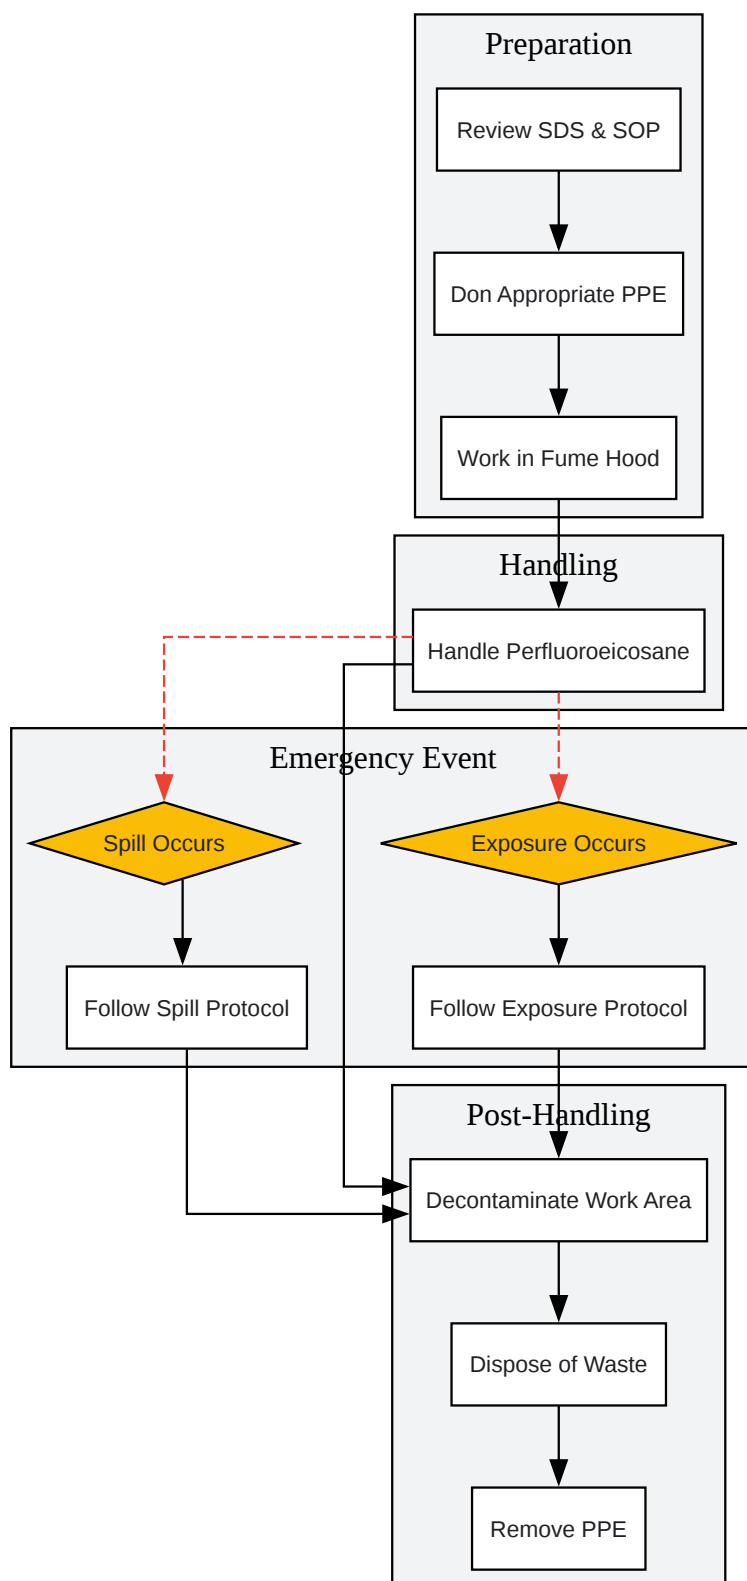 Preparation
Review SDS & SOP
Don Appropriate PPE
Work in Fume Hood
Handling
Handle Perfluoroeicosane
Emergency Event
Spill Occurs
Exposure Occurs
Follow Spill Protocol
Follow Exposure Protocol
Post-Handling
Decontaminate Work Area
Dispose of Waste
Remove PPE